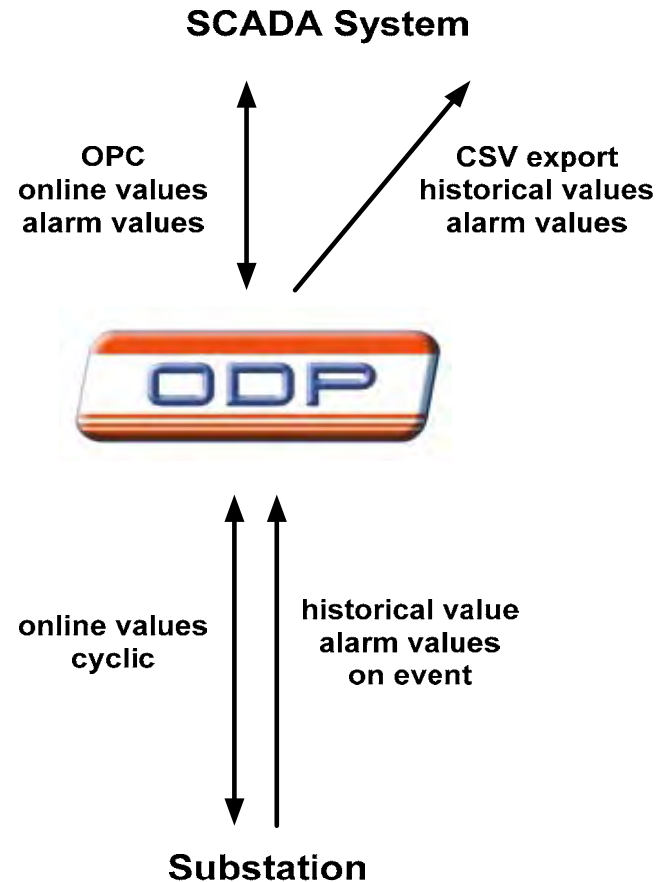 SCADA System
OPC
online values
alarm values
CSV export
historical values
alarm values
ODP
online values
cyclic
historical value
alarm values
on event
Substation